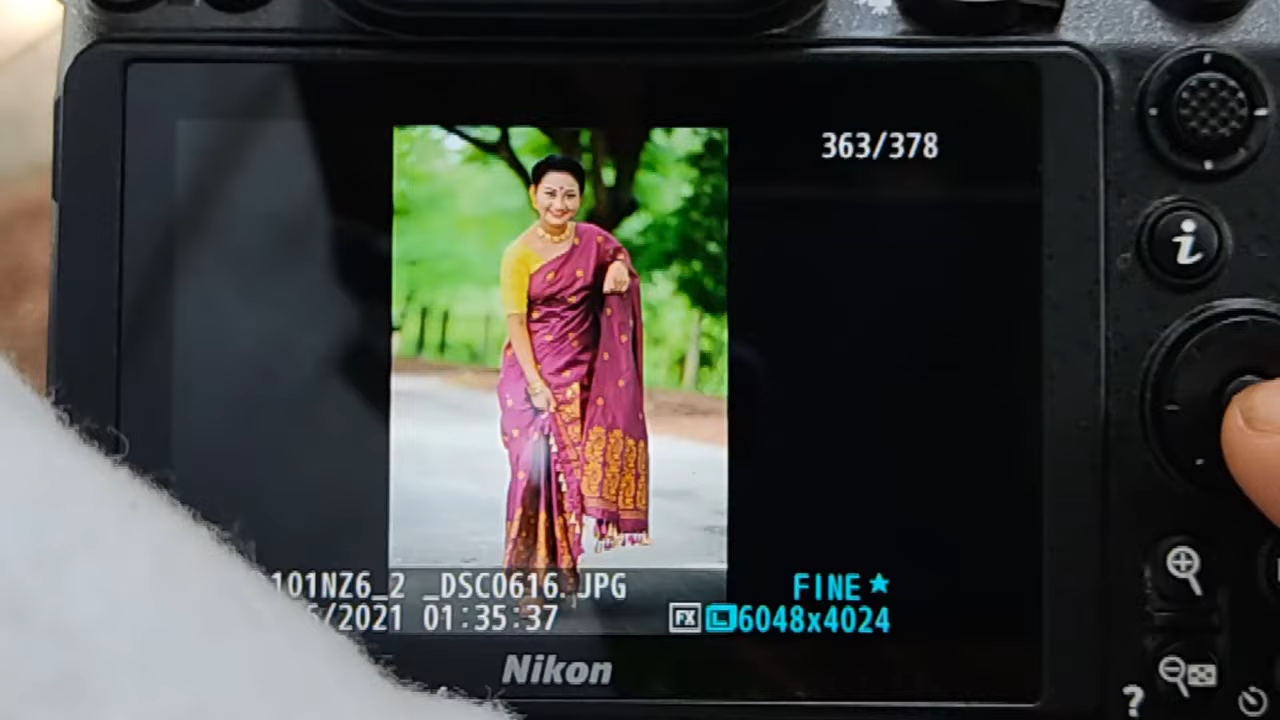 363/378
i
101NZ6_2 _DSC0616.JPG FINE★
/2021 01:35:37 FX L 6048x4024
Nikon
?